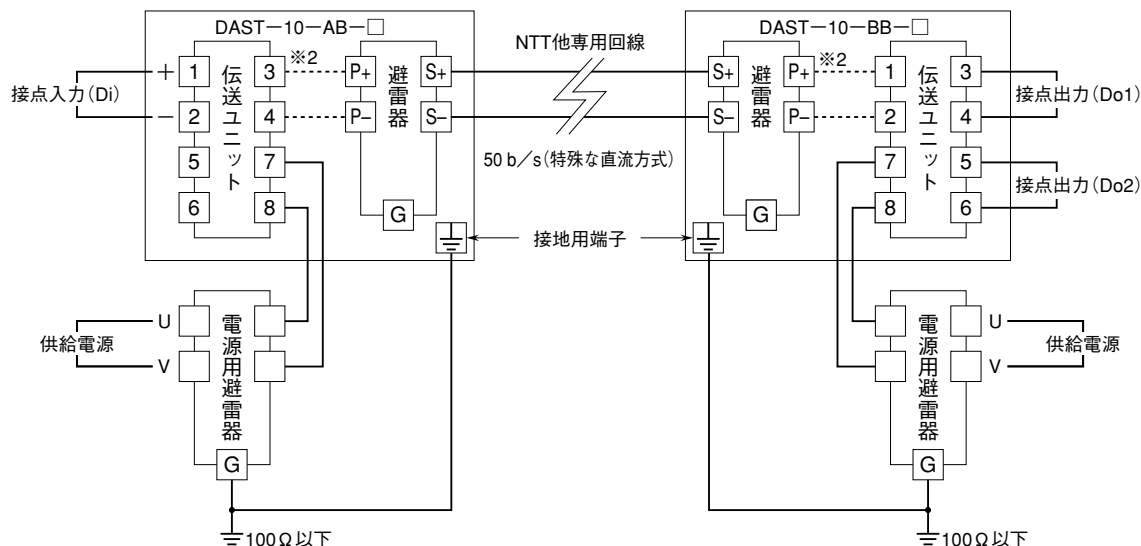 DAST－10－AB－□
＋ 1
2
5
6
－
接点入力（Di）
伝送ユニット
3
4
7
8
※2
P+
P−
避雷器
S+
S−
G
NTT他専用回線
50 b／s（特殊な直流方式）
接地用端子
DAST－10－BB－□
S+
S−
避雷器
P+
P−
G
※2
1
2
7
8
伝送ユニット
3
4
5
6
接点出力（Do1）
接点出力（Do2）
供給電源
U
V
電源用避雷器
G
100Ω以下
電源用避雷器
U
V
供給電源
G
100Ω以下